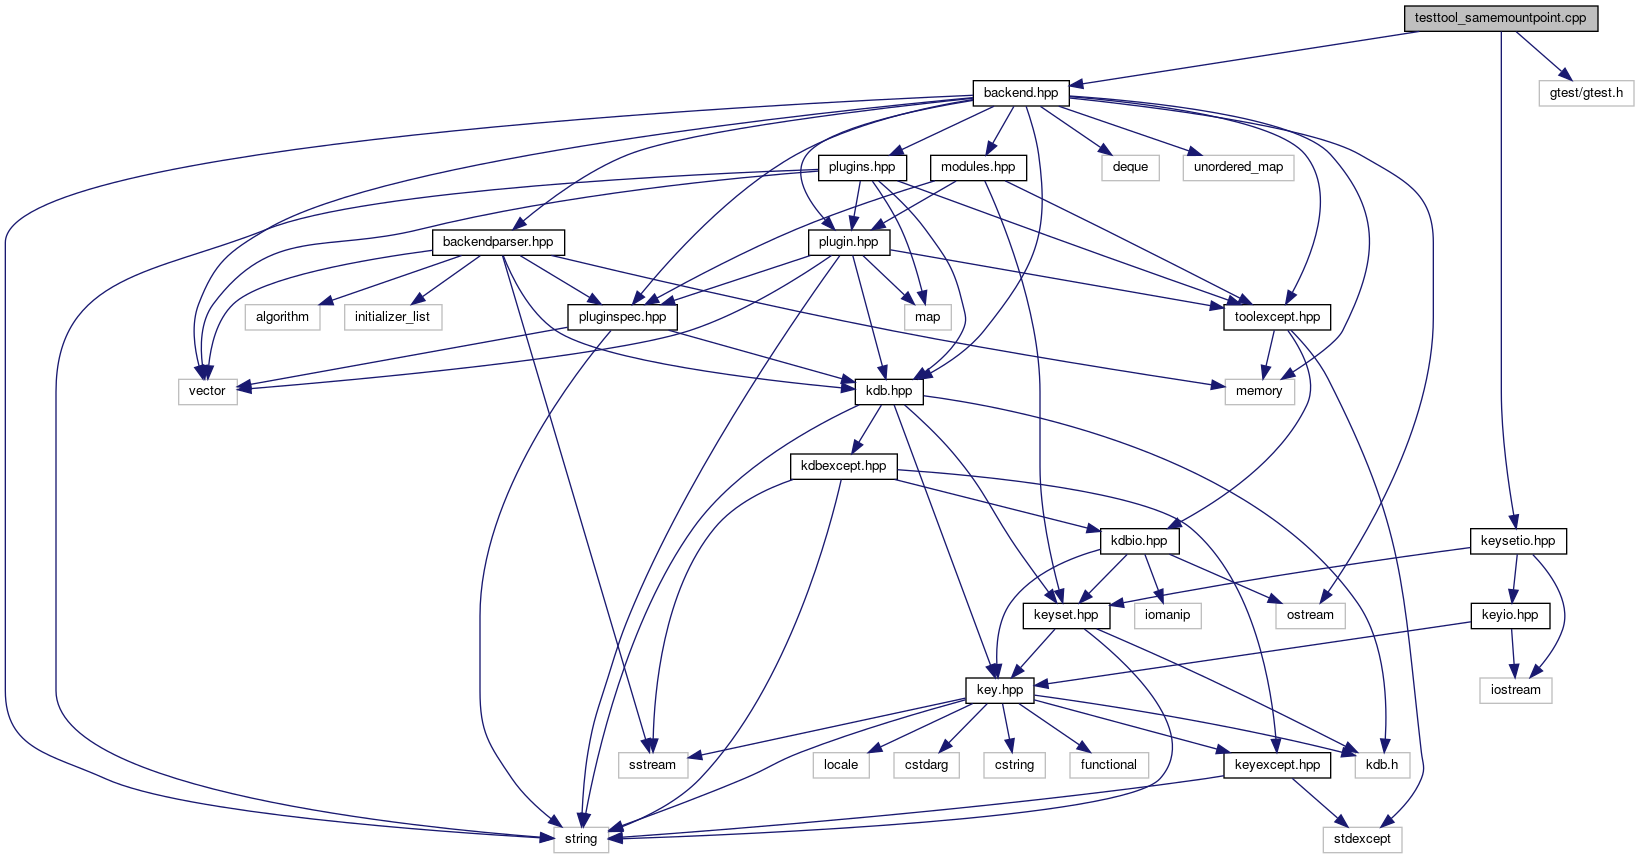 testtool_samemountpoint.cpp
backend.hpp
gtest/gtest.h
plugins.hpp
modules.hpp
deque
unordered_map
backendparser.hpp
plugin.hpp
algorithm
initializer_list
pluginspec.hpp
map
toolexcept.hpp
vector
kdb.hpp
memory
kdbexcept.hpp
kdbio.hpp
keysetio.hpp
keyset.hpp
iomanip
ostream
keyio.hpp
key.hpp
iostream
sstream
locale
cstdarg
cstring
functional
keyexcept.hpp
kdb.h
string
stdexcept